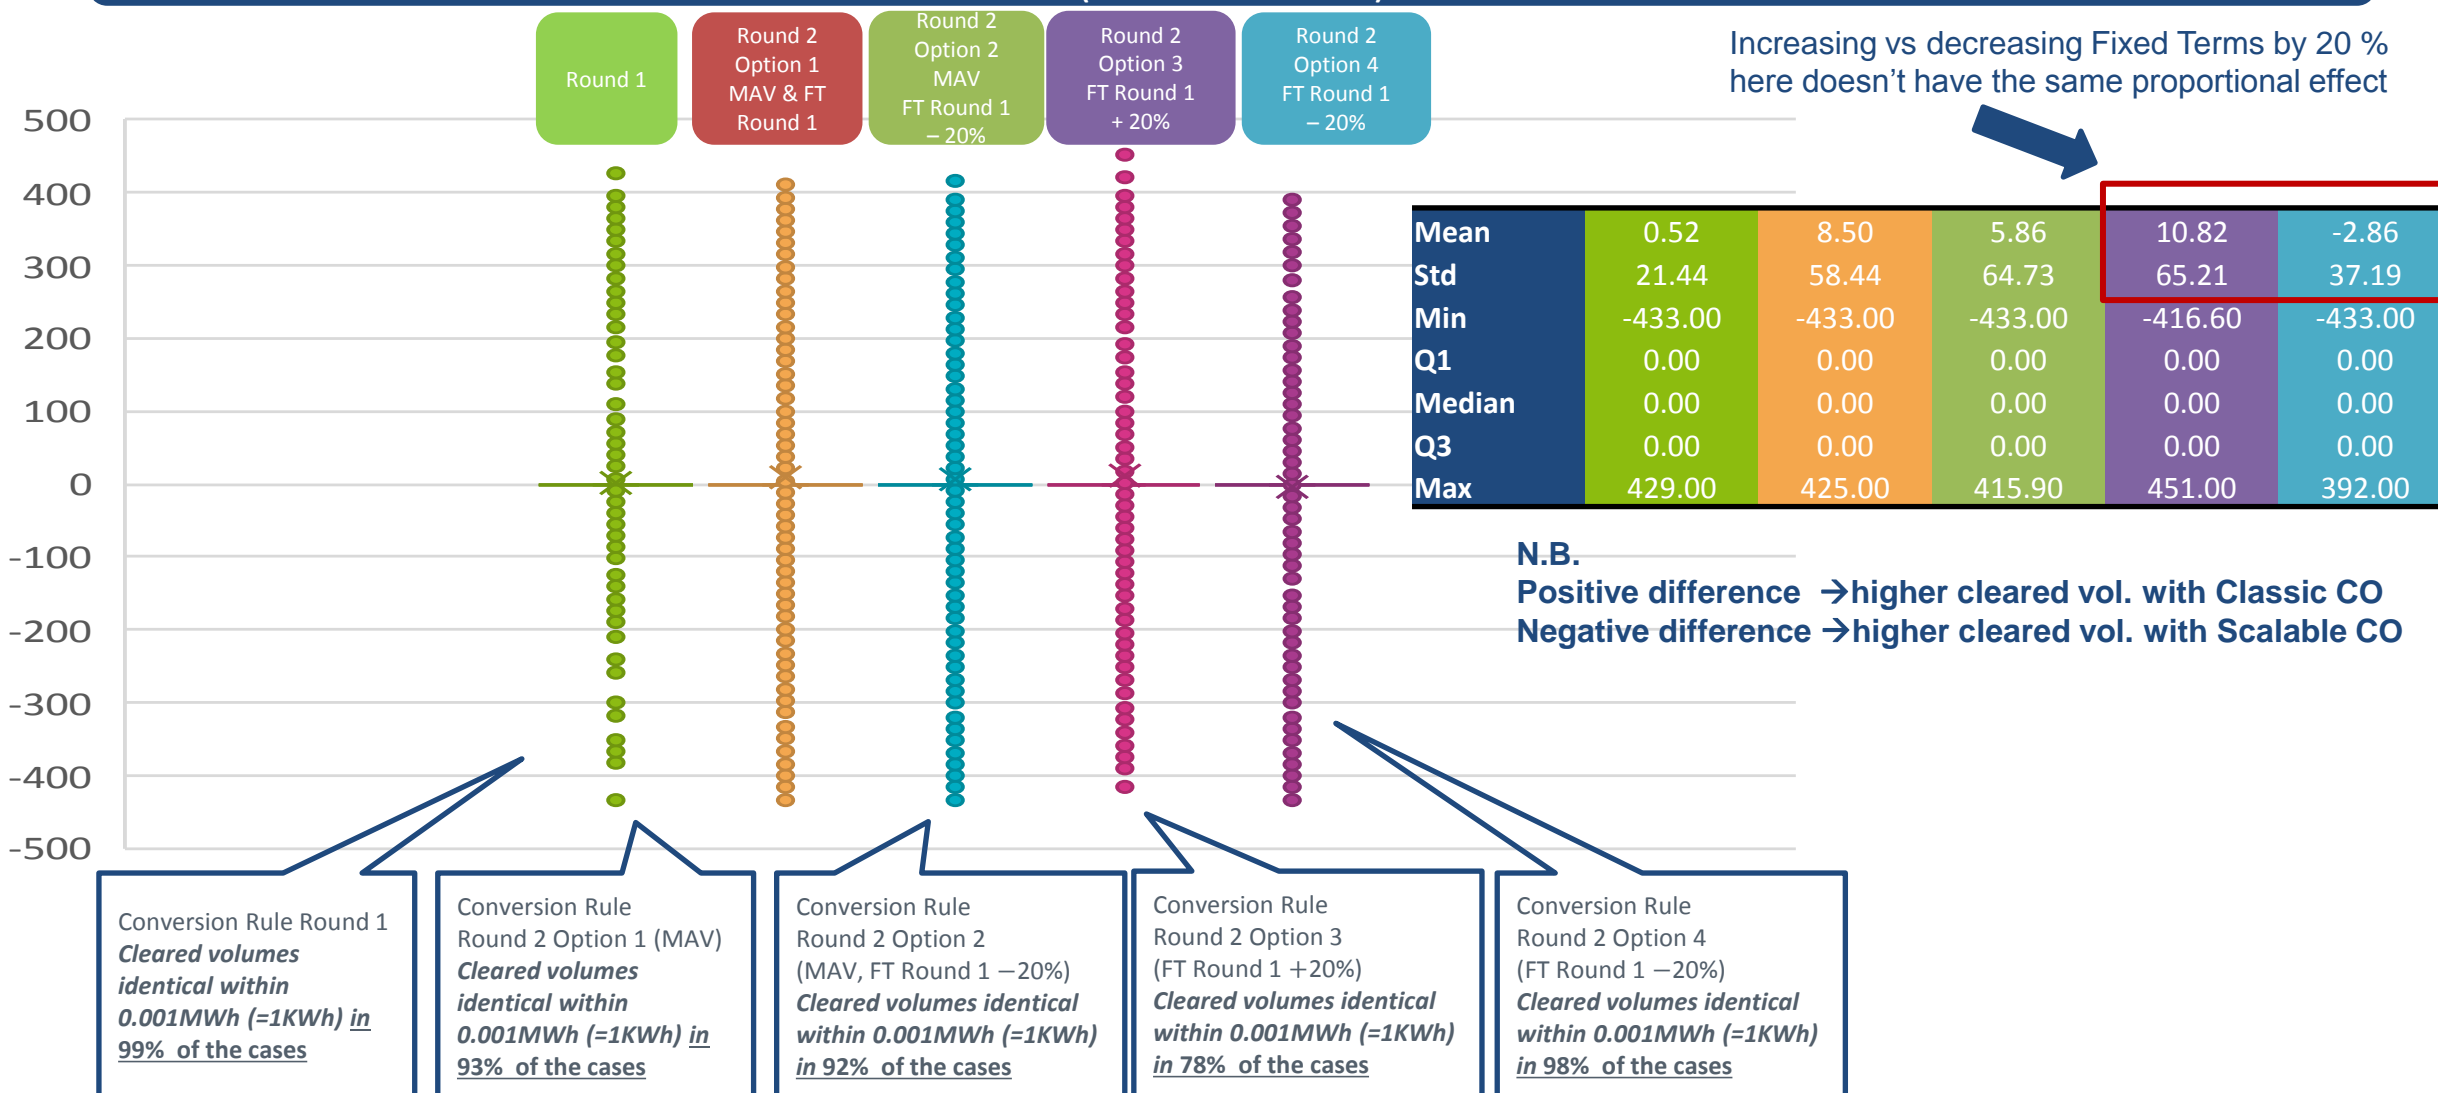 Round 1
Round 2
Option 1
MAV & FT
Round 1
Round 2
Option 2
MAV
FT Round 1
– 20%
Round 2
Option 3
FT Round 1
+ 20%
Round 2
Option 4
FT Round 1
– 20%
Increasing vs decreasing Fixed Terms by 20 %
here doesn’t have the same proportional effect
500
400
300
200
100
0
-100
-200
-300
-400
-500
Mean 0.52 8.50 5.86 10.82 -2.86
Std 21.44 58.44 64.73 65.21 37.19
Min -433.00 -433.00 -433.00 -416.60 -433.00
Q1 0.00 0.00 0.00 0.00 0.00
Median 0.00 0.00 0.00 0.00 0.00
Q3 0.00 0.00 0.00 0.00 0.00
Max 429.00 425.00 415.90 451.00 392.00
N.B.
Positive difference →higher cleared vol. with Classic CO
Negative difference →higher cleared vol. with Scalable CO
Conversion Rule Round 1
Cleared volumes
identical within
0.001MWh (=1KWh) in
99% of the cases
Conversion Rule
Round 2 Option 1 (MAV)
Cleared volumes
identical within
0.001MWh (=1KWh) in
93% of the cases
Conversion Rule
Round 2 Option 2
(MAV, FT Round 1 −20%)
Cleared volumes identical
within 0.001MWh (=1KWh)
in 92% of the cases
Conversion Rule
Round 2 Option 3
(FT Round 1 +20%)
Cleared volumes identical
within 0.001MWh (=1KWh)
in 78% of the cases
Conversion Rule
Round 2 Option 4
(FT Round 1 −20%)
Cleared volumes identical
within 0.001MWh (=1KWh)
in 98% of the cases